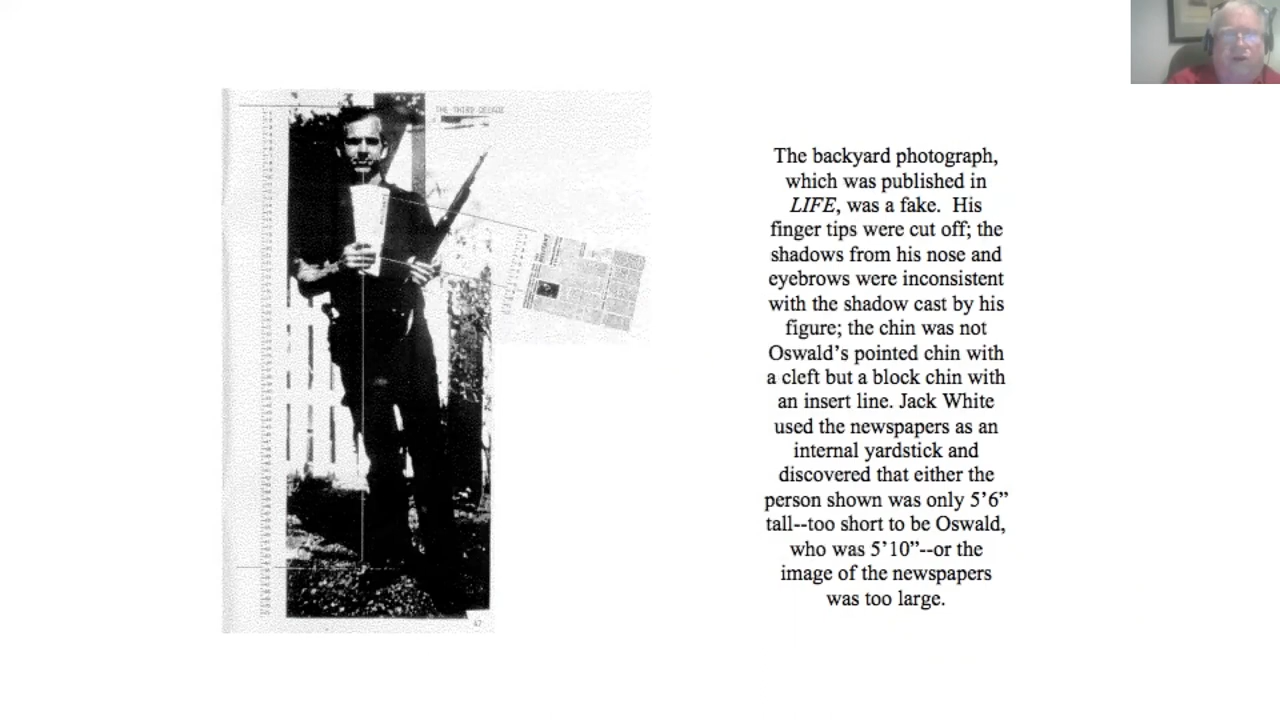 THE THIRD DECADE
The backyard photograph,
which was published in
LIFE, was a fake.  His
finger tips were cut off; the
shadows from his nose and
eyebrows were inconsistent
with the shadow cast by his
figure; the chin was not
Oswald’s pointed chin with
a cleft but a block chin with
an insert line. Jack White
used the newspapers as an
internal yardstick and
discovered that either the
person shown was only 5’6”
tall--too short to be Oswald,
who was 5’10”--or the
image of the newspapers
was too large.